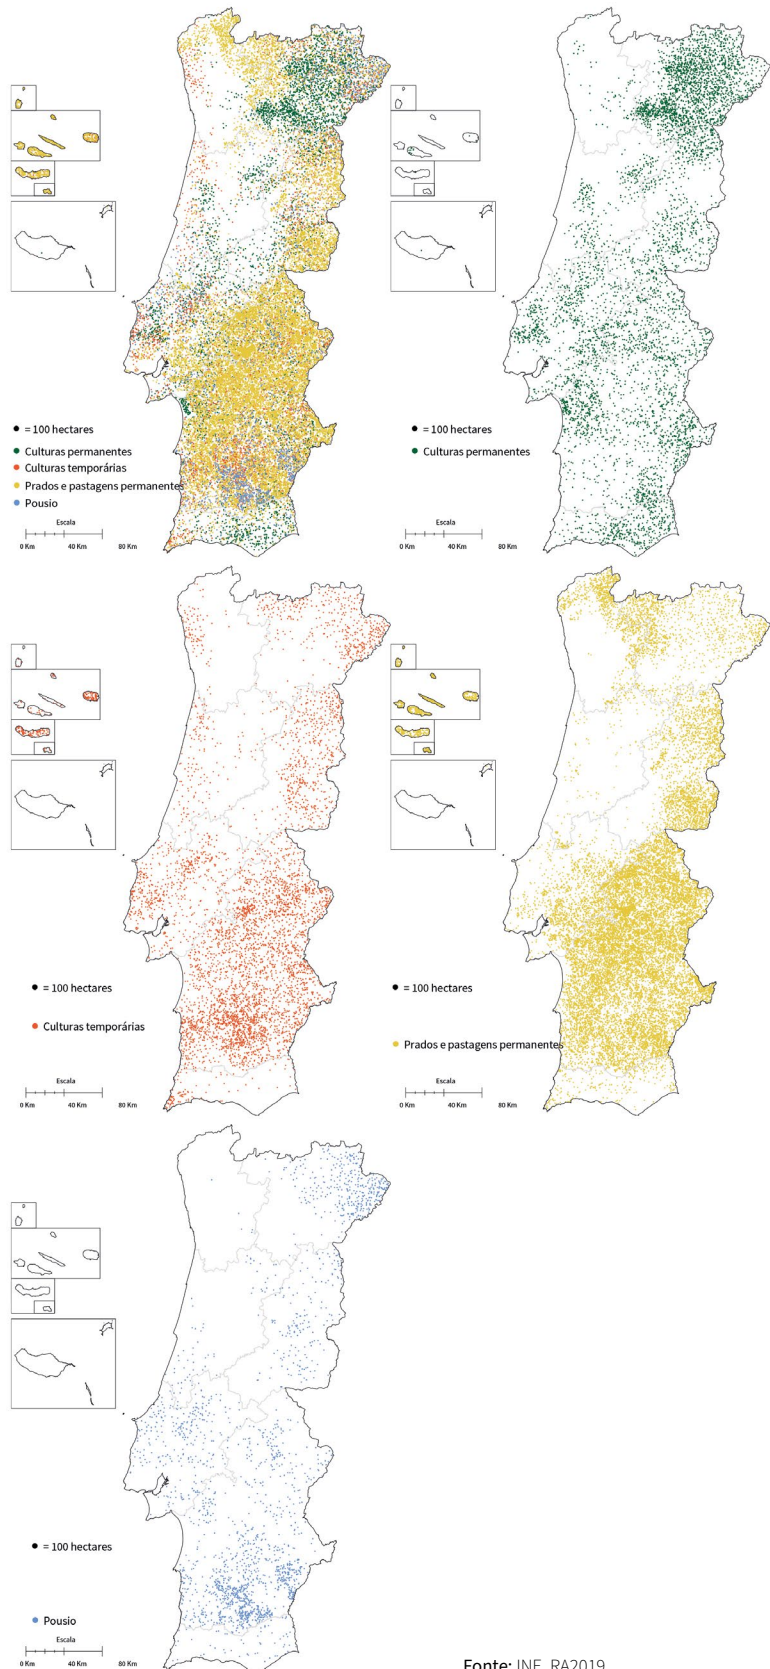 = 100 hectares
Culturas permanentes
Culturas temporárias
Prados e pastagens permanentes
Pousio
Escala
0 Km 40 Km 80 Km
= 100 hectares
Culturas permanentes
Escala
0 Km 40 Km 80 Km
= 100 hectares
Culturas temporárias
Escala
0 Km 40 Km 80 Km
= 100 hectares
Prados e pastagens permanentes
Escala
0 Km 40 Km 80 Km
= 100 hectares
Pousio
Escala
0 Km 40 Km 80 Km
Fonte: INE, RA2019